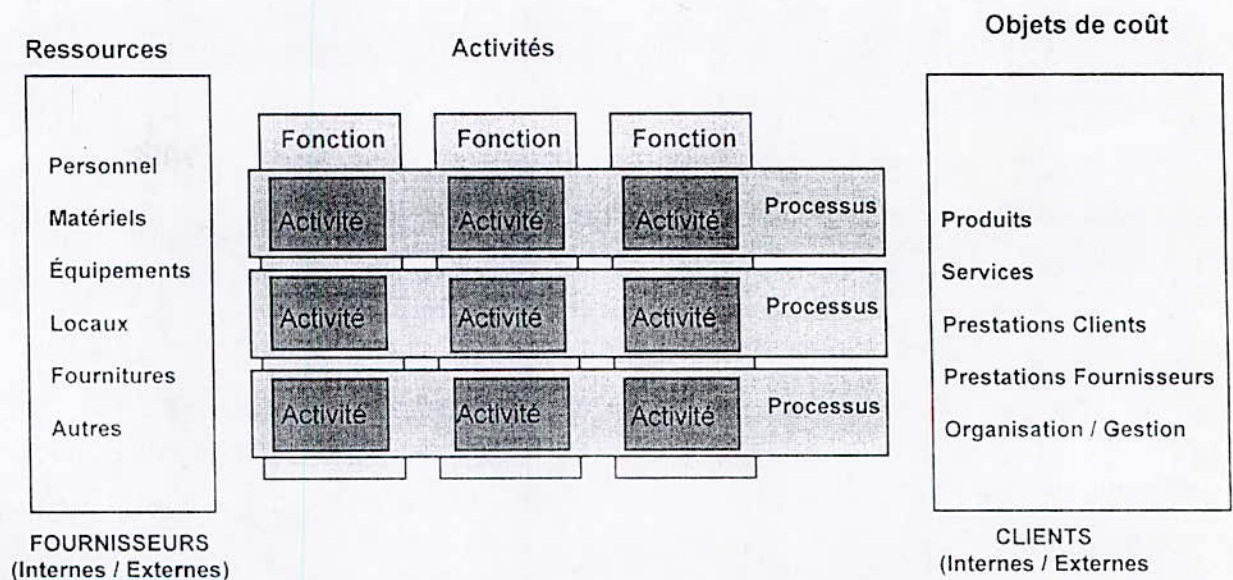 Objets de coût
Ressources
Activités
Personnel
Matériels
Équipements
Locaux
Fournitures
Autres
FOURNISSEURS
(Internes / Externes)
Fonction Fonction Fonction
Activité Activité Activité Processus
Activité Activité Activité Processus
Activité Activité Activité Processus
Produits
Services
Prestations Clients
Prestations Fournisseurs
Organisation / Gestion
CLIENTS
(Internes / Externes